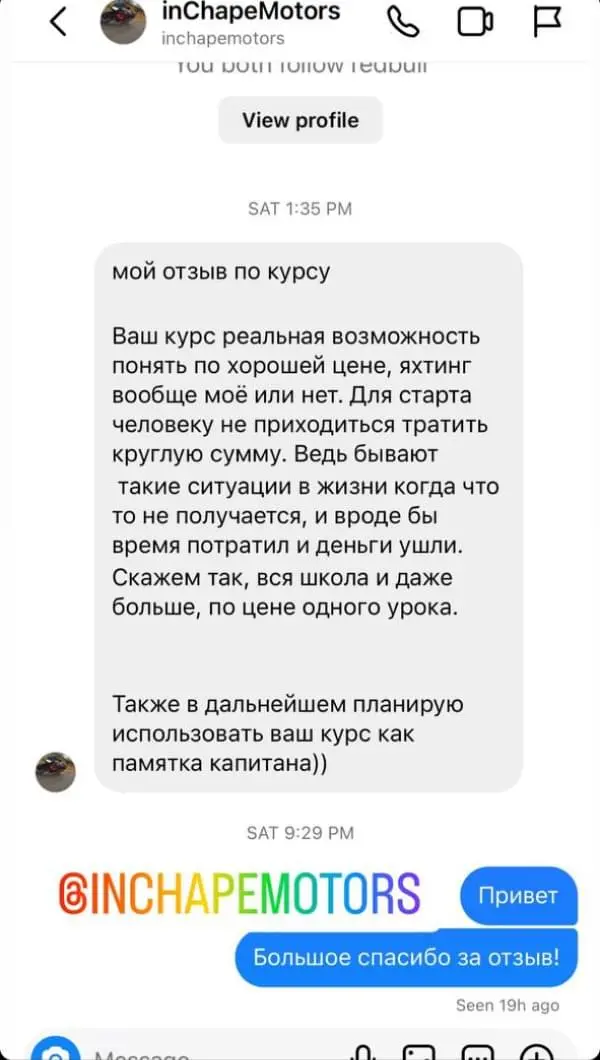 inChapeMotors
inchapemotors
You both follow redbull
View profile
SAT 1:35 PM
мой отзыв по курсу
Ваш курс реальная возможность
понять по хорошей цене, яхтинг
вообще моё или нет. Для старта
человеку не приходиться тратить
круглую сумму. Ведь бывают
такие ситуации в жизни когда что
то не получается, и вроде бы
время потратил и деньги ушли.
Скажем так, вся школа и даже
больше, по цене одного урока.
Также в дальнейшем планирую
использовать ваш курс как
памятка капитана))
SAT 9:29 PM
@INCHAPEMOTORS
Привет
Большое спасибо за отзыв!
Seen 19h ago
Message